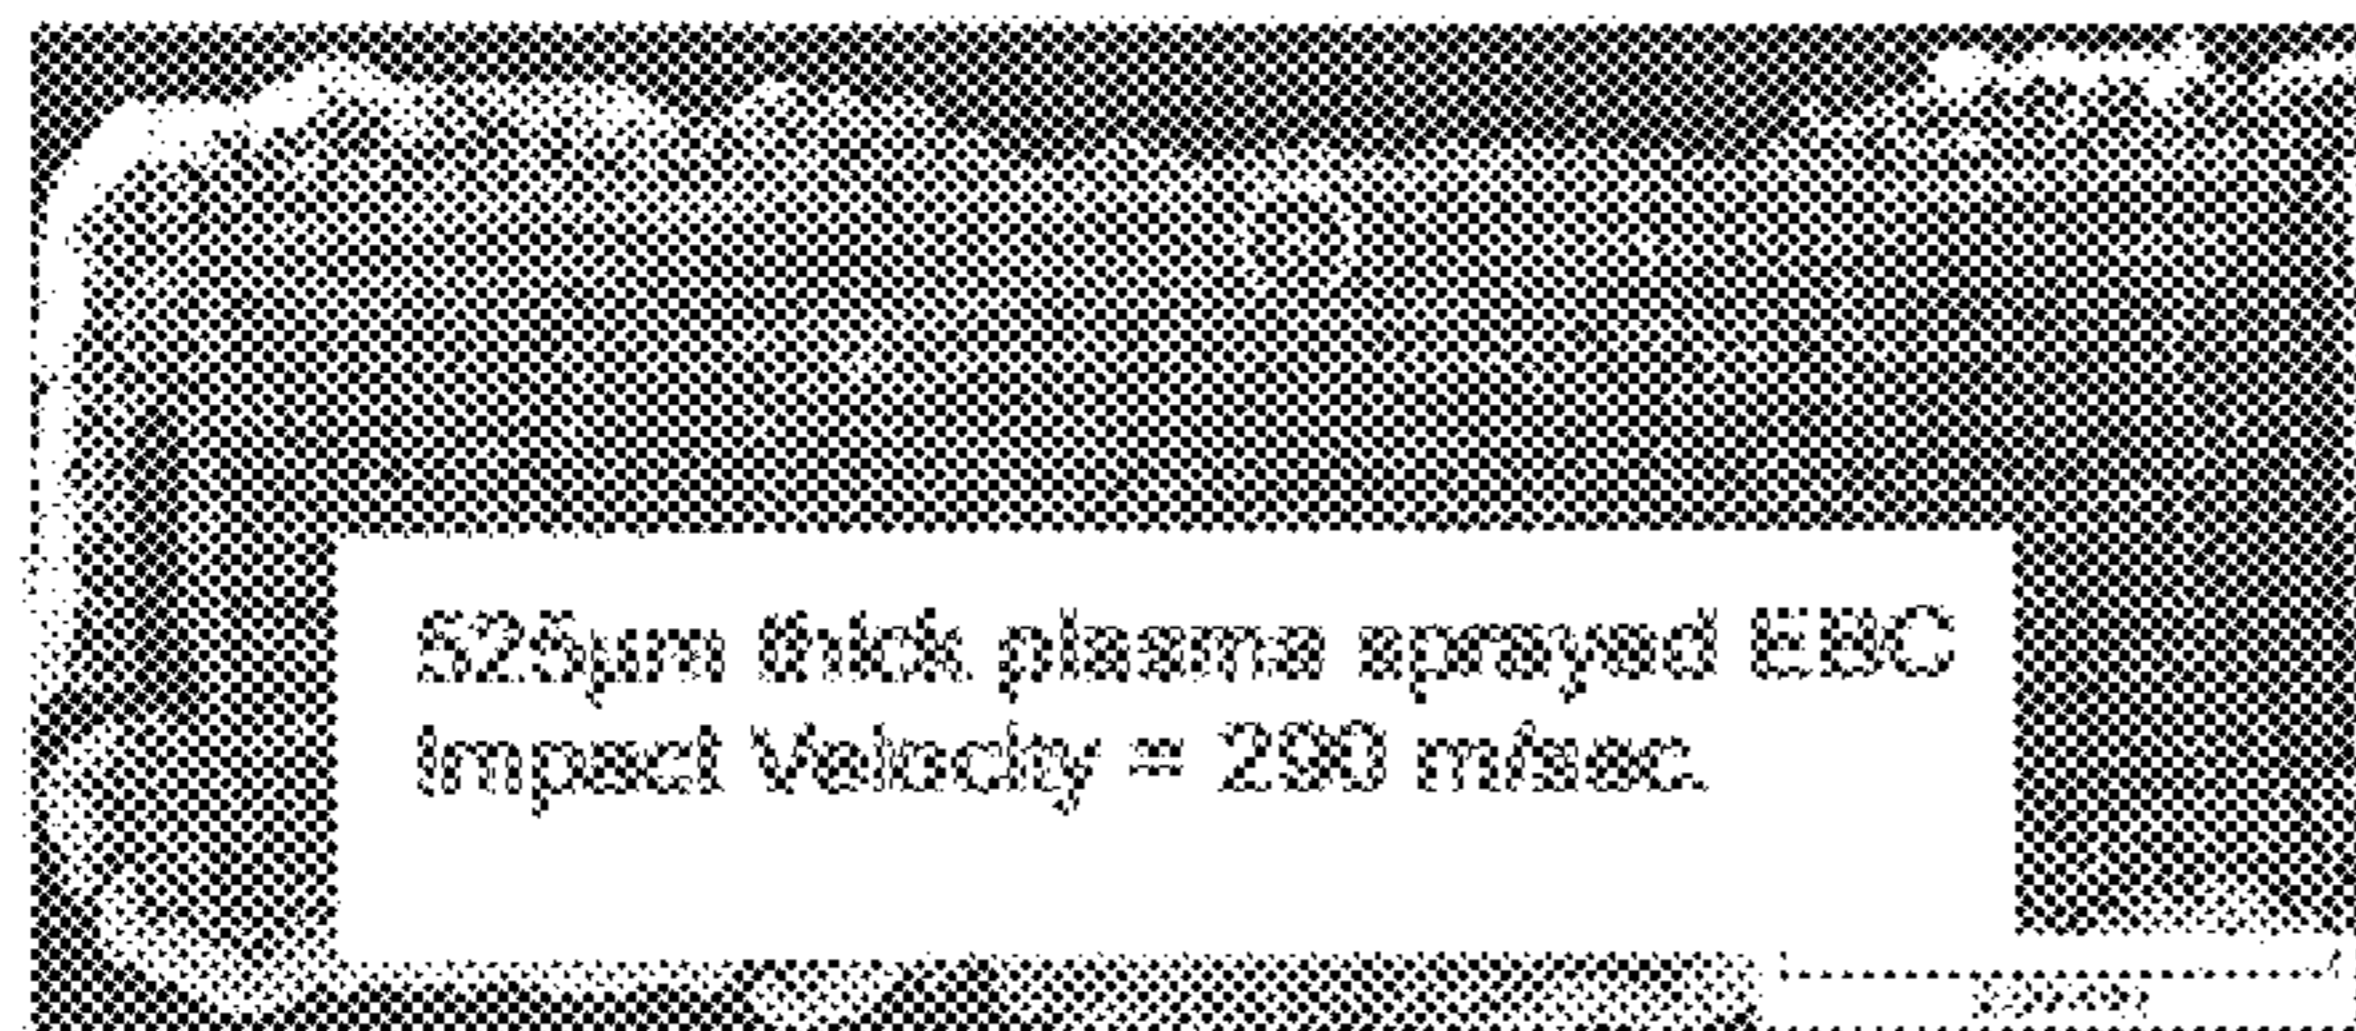 525μm thick plasma sprayed EBC
Impact Velocity = 290 m/sec.